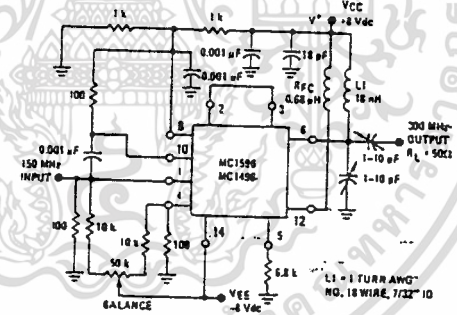 VCC
V+ +8 Vdc
1 k
1 k
0.001 µF
18 pF
0.001 µF
RFC
0.68 µH
L1
18 nH
100
2
3
8
6
0.001 µF
10
MC1596
MC1496
300 MHz
OUTPUT
RL = 50Ω
1-10 pF
150 MHz
INPUT
1
1-10 pF
4
12
14
5
100
10 k
10 k
100
50 k
6.8 k
BALANCE
VEE
-8 Vdc
L1 = 1 TURN AWG
NO. 18 WIRE, 7/32" ID